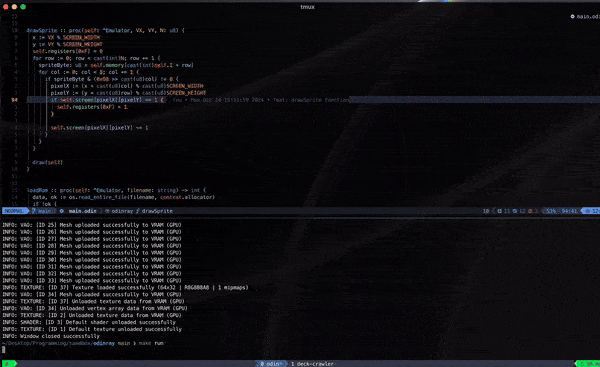 tmux
main.odin
drawSprite :: proc(self: ^Emulator, VX, VY, N: u8) {
x := VX % SCREEN_WIDTH
y := VY % SCREEN_HEIGHT
self.registers[0xF] = 0
for row := 0; row < cast(int)N; row += 1 {
spriteByte: u8 = self.memory[cast(int)self.I + row]
for col := 0; col < 8; col += 1 {
if spriteByte & (0x80 >> cast(u8)col) != 0 {
pixelX := (x + cast(u8)col) % cast(u8)SCREEN_WIDTH
pixelY := (y + cast(u8)row) % cast(u8)SCREEN_HEIGHT
94 if self.screen[pixelX][pixelY] == 1 { You • Mon, Dec 2024 • feat: drawSprite function
self.registers[0xF] = 1
}
self.screen[pixelX][pixelY] ~= 1
}
}
}
draw(self)
}
loadRom :: proc(self: ^Emulator, filename: string) -> int {
data, ok := os.read_entire_file(filename, context.allocator)
if !ok {
NORMAL main main.odin odinray drawSprite 53% 94:41
INFO: VAO: [ID 25] Mesh uploaded successfully to VRAM (GPU)
INFO: VAO: [ID 26] Mesh uploaded successfully to VRAM (GPU)
INFO: VAO: [ID 27] Mesh uploaded successfully to VRAM (GPU)
INFO: VAO: [ID 28] Mesh uploaded successfully to VRAM (GPU)
INFO: VAO: [ID 29] Mesh uploaded successfully to VRAM (GPU)
INFO: VAO: [ID 30] Mesh uploaded successfully to VRAM (GPU)
INFO: VAO: [ID 31] Mesh uploaded successfully to VRAM (GPU)
INFO: VAO: [ID 32] Mesh uploaded successfully to VRAM (GPU)
INFO: VAO: [ID 33] Mesh uploaded successfully to VRAM (GPU)
INFO: TEXTURE: [ID 37] Texture loaded successfully (64x32 | R8G8B8A8 | 1 mipmaps)
INFO: VAO: [ID 34] Mesh uploaded successfully to VRAM (GPU)
INFO: TEXTURE: [ID 37] Unloaded texture data from VRAM (GPU)
INFO: VAO: [ID 34] Unloaded vertex array data from VRAM (GPU)
INFO: TEXTURE: [ID 2] Unloaded texture data from VRAM (GPU)
INFO: SHADER: [ID 3] Default shader unloaded successfully
INFO: TEXTURE: [ID 1] Default texture unloaded successfully
INFO: Window closed successfully
~/Desktop/Programming/sandbox/odinray main ❯ make run
0 odin 1 deck-crawler